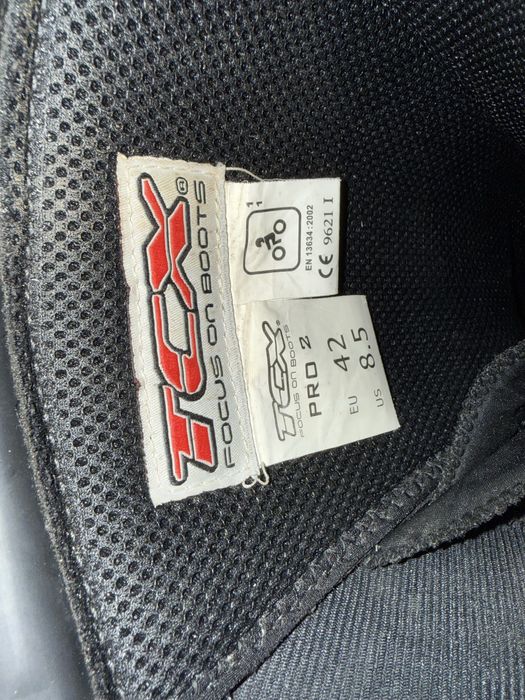 TCX®
FOCUS ON BOOTS
1
1
EN 13634:2002
CE 9621 I
TCX®
FOCUS ON BOOTS
PRO 2
EU 42
US 8.5